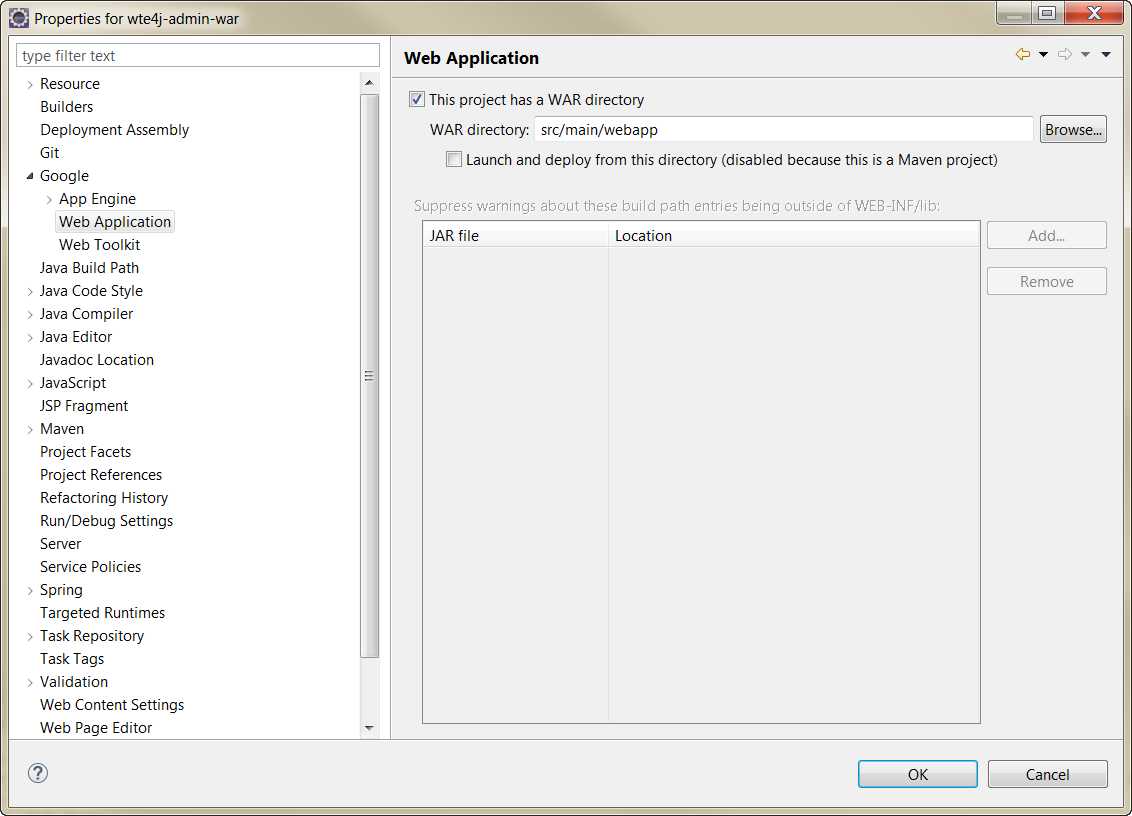 Properties for wte4j-admin-war
type filter text
Resource
Builders
Deployment Assembly
Git
Google
App Engine
Web Application
Web Toolkit
Java Build Path
Java Code Style
Java Compiler
Java Editor
Javadoc Location
JavaScript
JSP Fragment
Maven
Project Facets
Project References
Refactoring History
Run/Debug Settings
Server
Service Policies
Spring
Targeted Runtimes
Task Repository
Task Tags
Validation
Web Content Settings
Web Page Editor
Web Application
This project has a WAR directory
WAR directory: src/main/webapp Browse...
Launch and deploy from this directory (disabled because this is a Maven project)
Suppress warnings about these build path entries being outside of WEB-INF/lib:
JAR file Location
Add...
Remove
OK Cancel